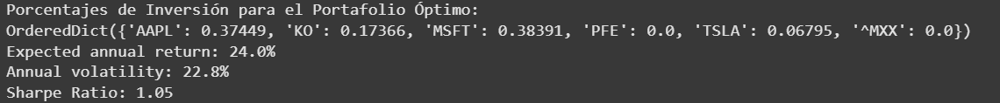 Porcentajes de Inversión para el Portafolio Óptimo:
OrderedDict({'AAPL': 0.37449, 'KO': 0.17366, 'MSFT': 0.38391, 'PFE': 0.0, 'TSLA': 0.06795, '^MXX': 0.0})
Expected annual return: 24.0%
Annual volatility: 22.8%
Sharpe Ratio: 1.05